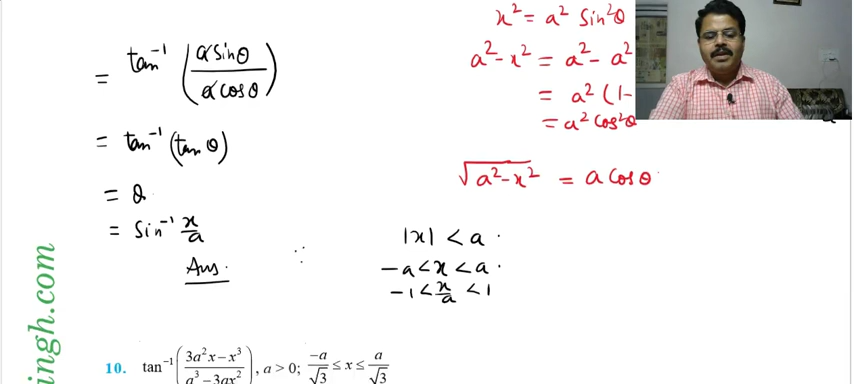 = tan⁻¹ (a sinθ / a cosθ)
= tan⁻¹ (tan θ)
= θ
= Sin⁻¹ x/a
Ans.
x² = a² Sin²θ
a² - x² = a² - a²
= a² (1-
= a² Cos²θ
√a² - x² = a Cosθ
∵ |x| < a.
-a < x < a.
-1 < x/a < 1
10. tan⁻¹ (3a²x - x³ / a³ - 3ax²), a > 0; -a/√3 ≤ x ≤ a/√3
ingh.com